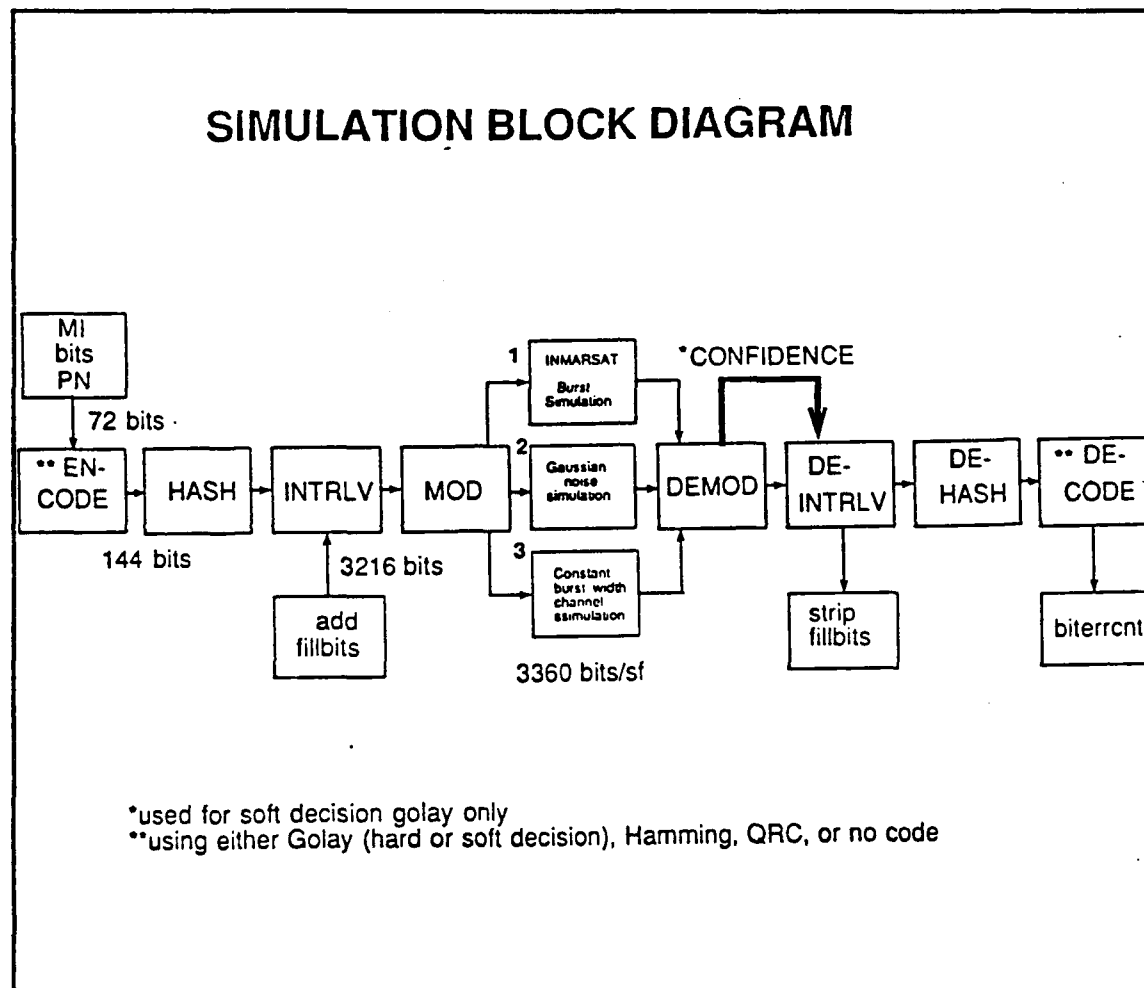 SIMULATION BLOCK DIAGRAM
MI
bits
PN
72 bits
** EN-
CODE
144 bits
HASH
INTRLV
3216 bits
add
fillbits
MOD
1
INMARSAT
Burst
Simulation
2
Gaussian
noise
simulation
3
Constant
burst width
channel
ssimulation
3360 bits/sf
*CONFIDENCE
DEMOD
DE-
INTRLV
strip
fillbits
DE-
HASH
** DE-
CODE
biterrcnt
*used for soft decision golay only
**using either Golay (hard or soft decision), Hamming, QRC, or no code